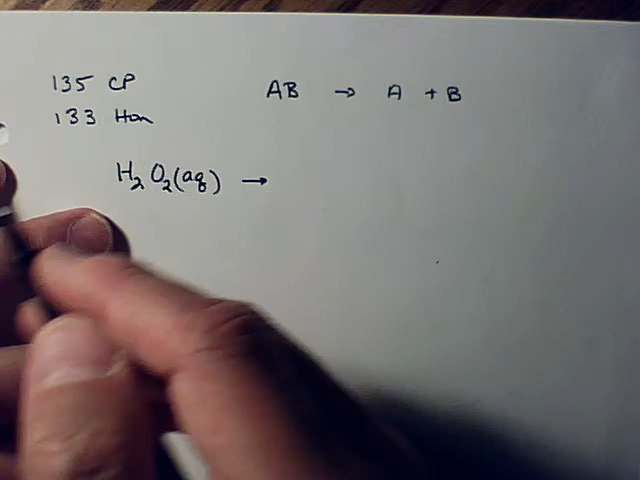 135 CP
AB → A + B
133 Hon
H₂O₂(aq) →